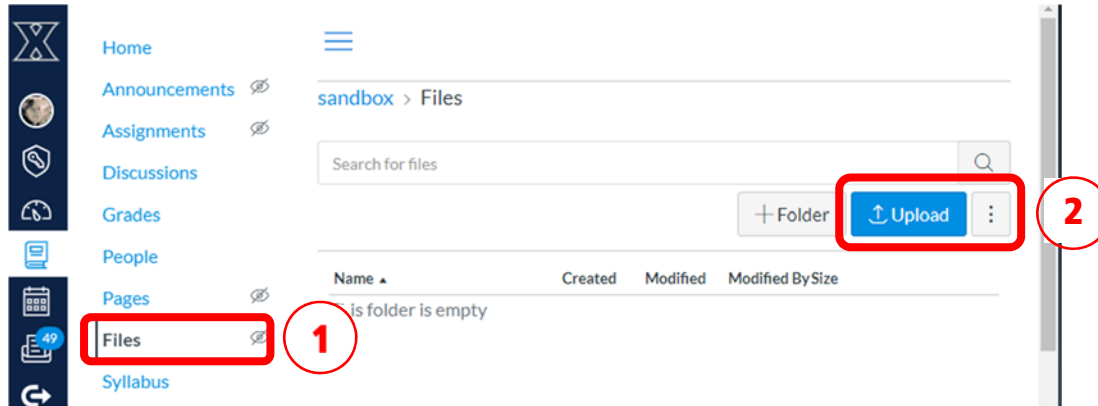 Home
Announcements
Assignments
Discussions
Grades
People
Pages
Files
Syllabus
49
1
sandbox > Files
Search for files
+ Folder
Upload
2
Name Created Modified Modified By Size
is folder is empty